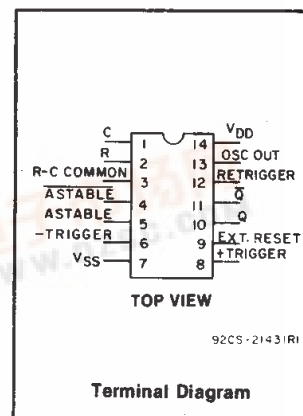 C 1 14 VDD
R 2 13 OSC OUT
R-C COMMON 3 12 RETRIGGER
ASTABLE 4 11 Q
ASTABLE 5 10 Q
-TRIGGER 6 9 EXT. RESET
VSS 7 8 +TRIGGER
TOP VIEW
92CS-21431R1
Terminal Diagram